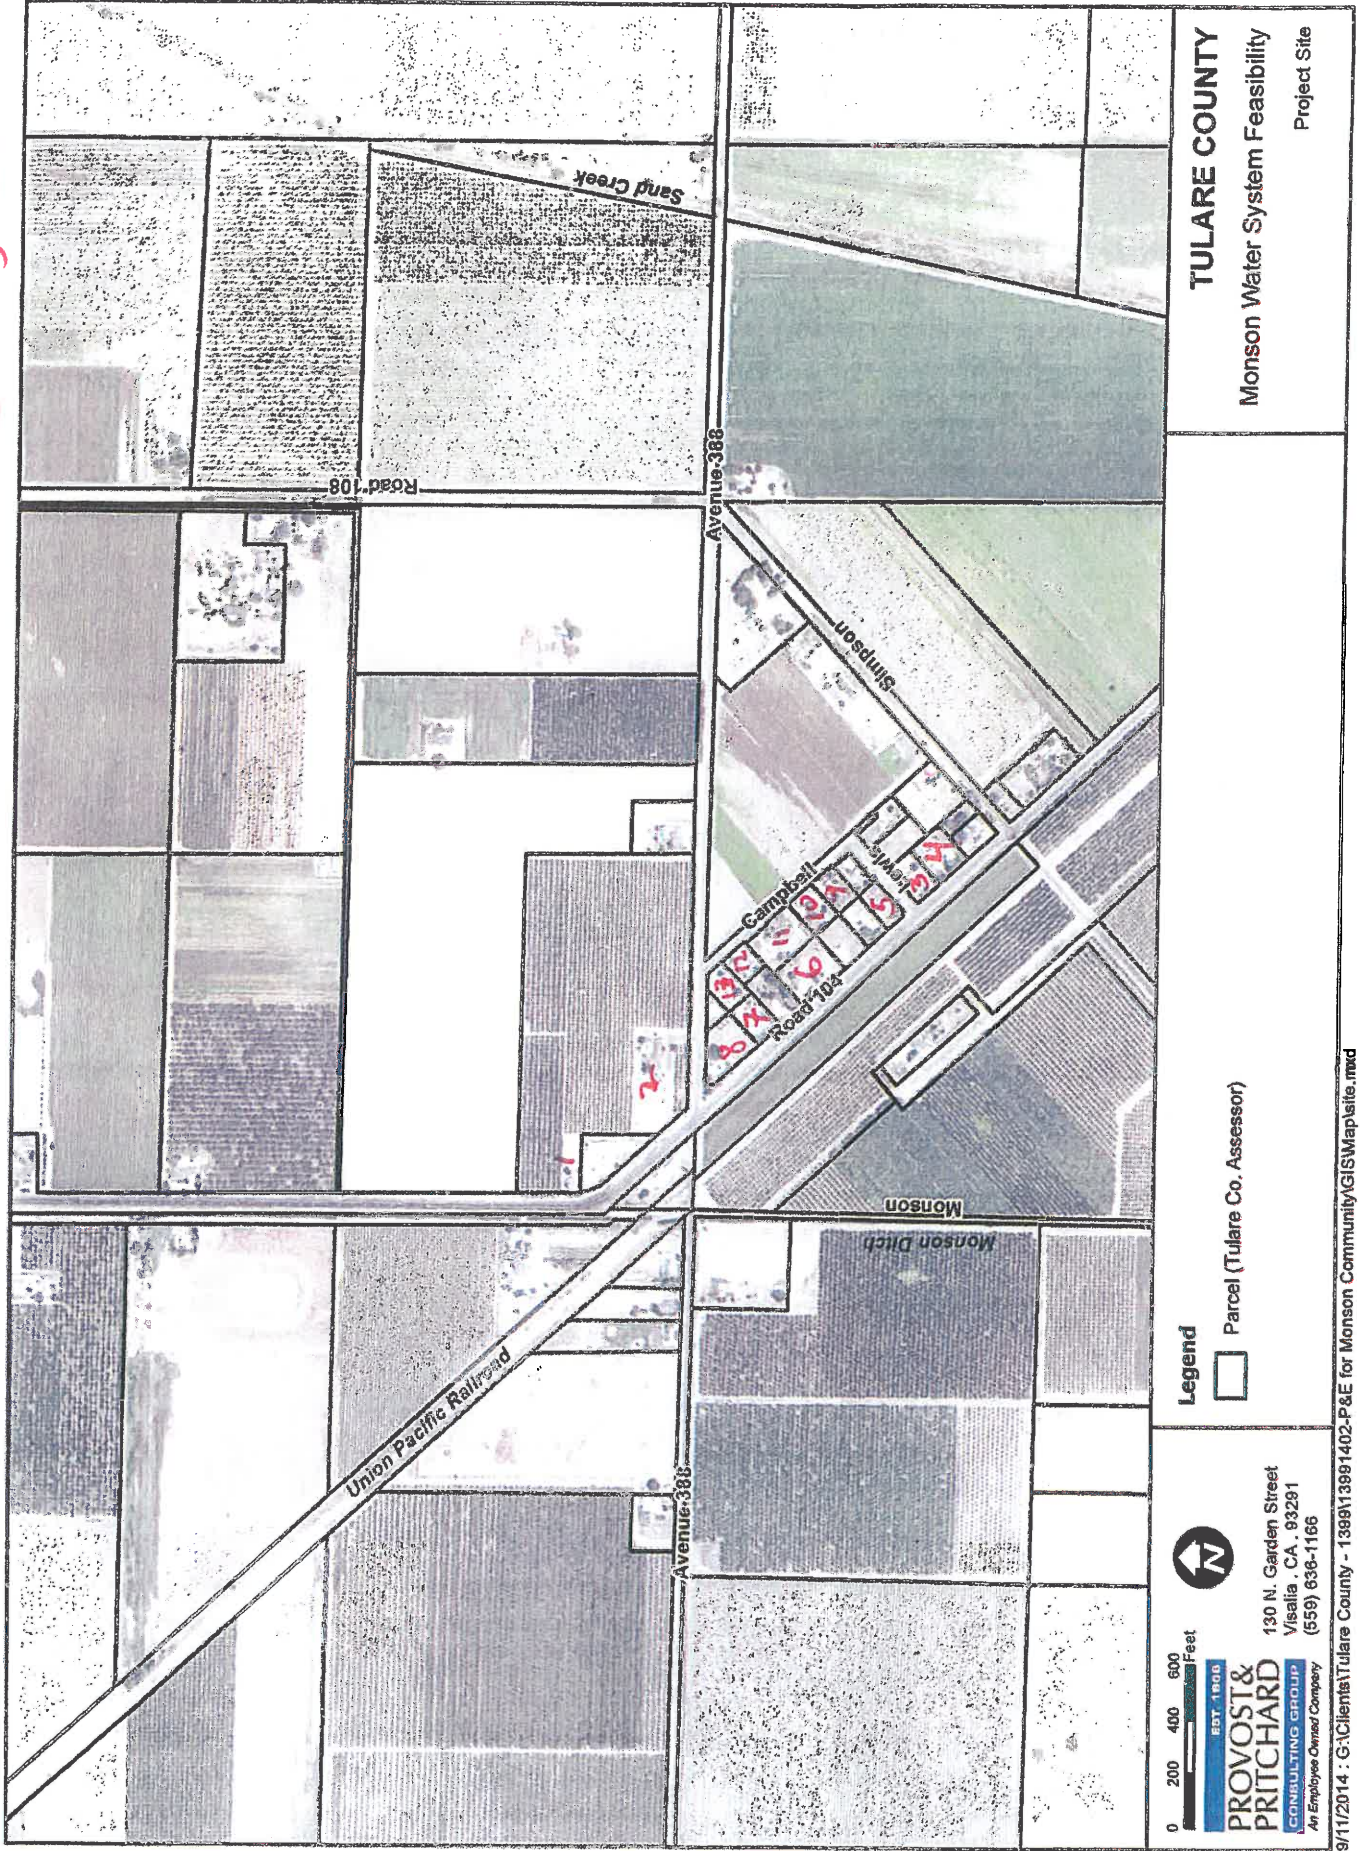 Sand Creek
Road 108
Avenue 388
Simpson
Campbell
Lewis
Road 104
Monson
Monson Ditch
Union Pacific Railroad
Avenue 388
1
2
3
4
5
6
7
8
9
10
11
12
13
0 200 400 600
Feet
EST. 1968
PROVOST&
PRITCHARD
CONSULTING GROUP
An Employee Owned Company
130 N. Garden Street
Visalia , CA , 93291
(559) 636-1166
N
Legend
Parcel (Tulare Co. Assessor)
TULARE COUNTY
Monson Water System Feasibility
Project Site
9/11/2014 : G:\Clients\Tulare County - 1399\13991402-P&E for Monson Community\GIS\Map\site.mxd